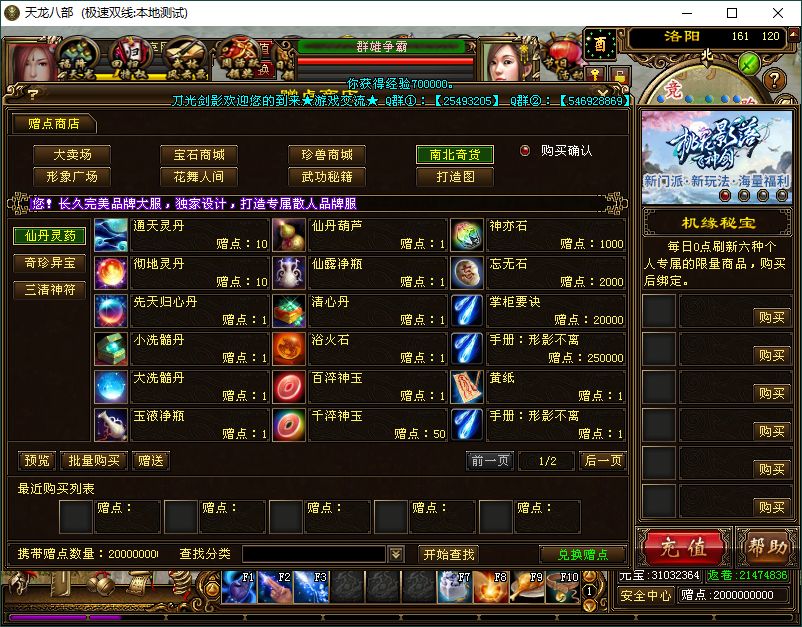 天龙八部 (极速双线:本地测试)
群雄争霸
洛阳 161 120
北
酉
你获得经验700000。
刀光剑影欢迎您的到来★游戏交流★ Q群①：【25493205】 Q群②：【546928869】
赠点商店
大卖场 宝石商城 珍兽商城 南北奇货 购买确认
形象广场 花舞人间 武功秘籍 打造图
您! 长久完美品牌大服，独家设计，打造专属散人品牌服
仙丹灵药
奇珍异宝
三清神符
通天灵丹 赠点：10
仙丹葫芦 赠点：1
神亦石 赠点：1000
彻地灵丹 赠点：10
仙露净瓶 赠点：1
忘无石 赠点：2000
先天归心丹 赠点：1
清心丹 赠点：1
掌柜要诀 赠点：20000
小洗髓丹 赠点：1
浴火石 赠点：1
手册：形影不离 赠点：250000
大洗髓丹 赠点：1
百淬神玉 赠点：1
黄纸 赠点：1
玉液净瓶 赠点：1
千淬神玉 赠点：50
手册：形影不离 赠点：1
预览 批量购买 赠送 前一页 1/2 后一页
最近购买列表
赠点： 赠点： 赠点： 赠点： 赠点：
携带赠点数量：20000000 查找分类 开始查找 兑换赠点
桃花影落
百神间
新门派·新玩法·海量福利
机缘秘宝
每日0点刷新六种个
人专属的限量商品，购买
后绑定。
购买
购买
购买
购买
购买
购买
充值 帮助
F1 F2 F3 F7 F8 F9 F10 1
元宝:31032364 返卷:21474836
安全中心 赠点:2000000000